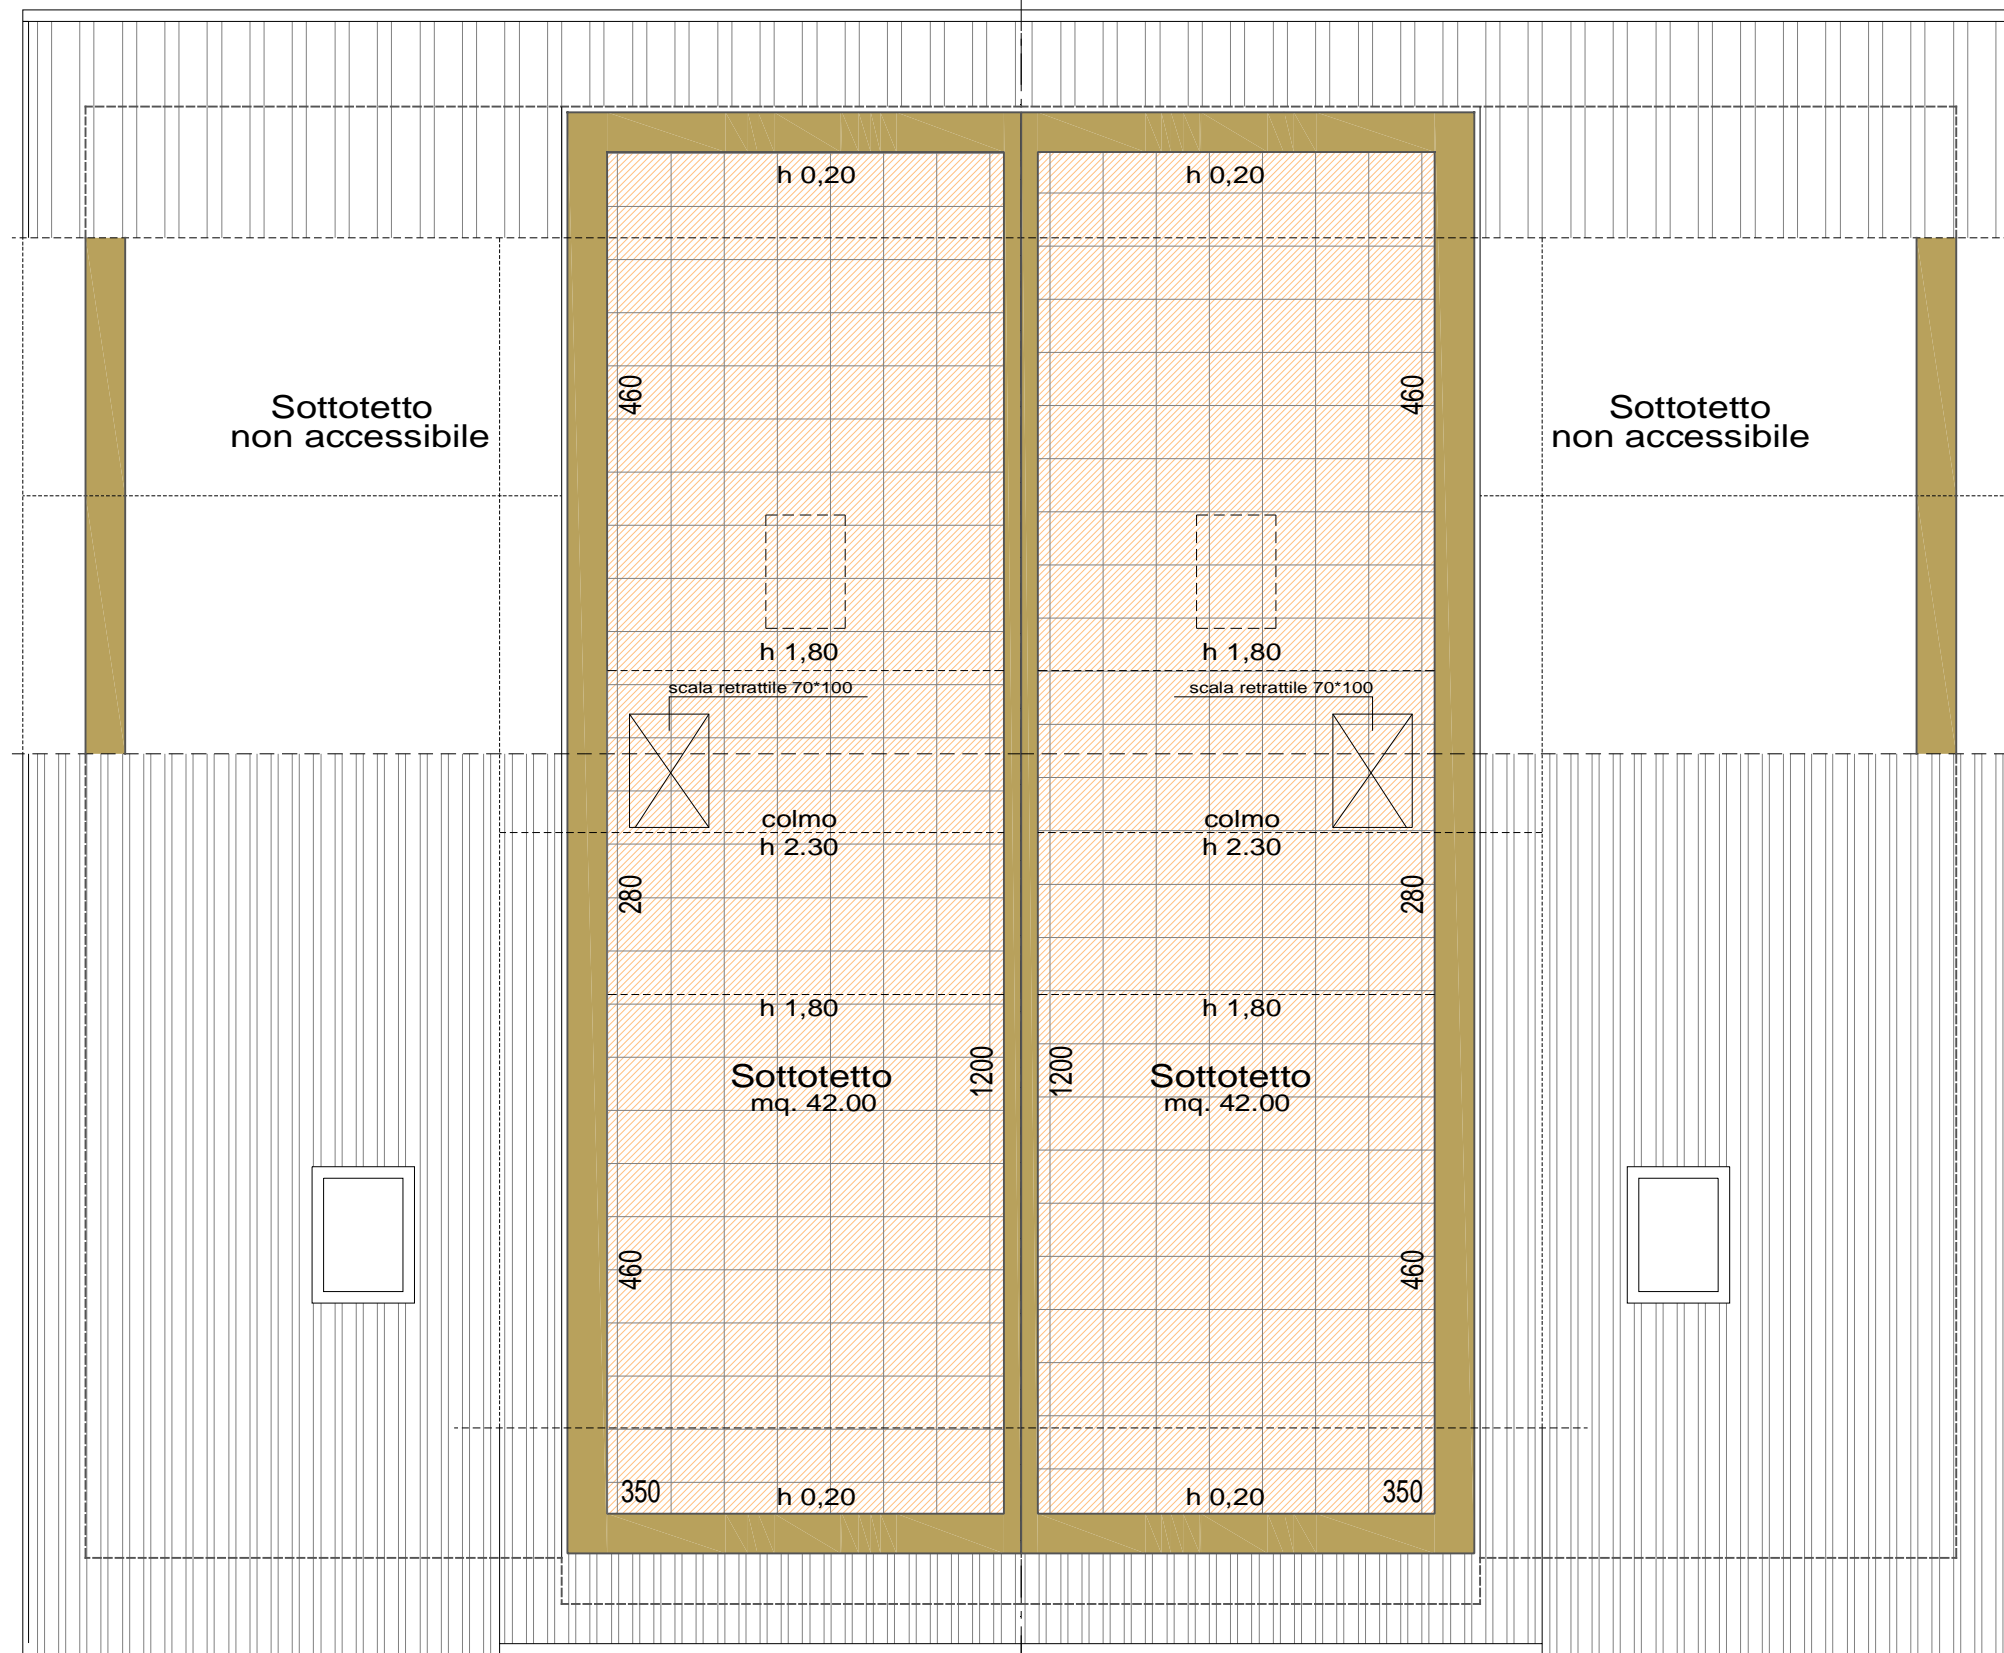 h 0,20
h 0,20
460
460
Sottotetto
non accessibile
Sottotetto
non accessibile
h 1,80
h 1,80
scala retrattile 70*100
scala retrattile 70*100
colmo
h 2.30
colmo
h 2.30
280
280
h 1,80
h 1,80
1200
1200
Sottotetto
mq. 42.00
Sottotetto
mq. 42.00
460
460
350
h 0,20
h 0,20
350